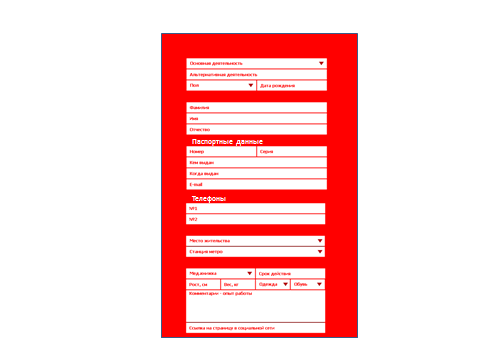 Основная деятельность
Альтернативная деятельность
Пол Дата рождения
Фамилия
Имя
Отчество
Паспортные данные
Номер Серия
Кем выдан
Когда выдан
E-mail
Телефоны
№1
№2
Место жительства
Станция метро
Медкнижка Срок действия
Рост, см Вес, кг Одежда Обувь
Комментарии - опыт работы
Ссылка на страницу в социальной сети